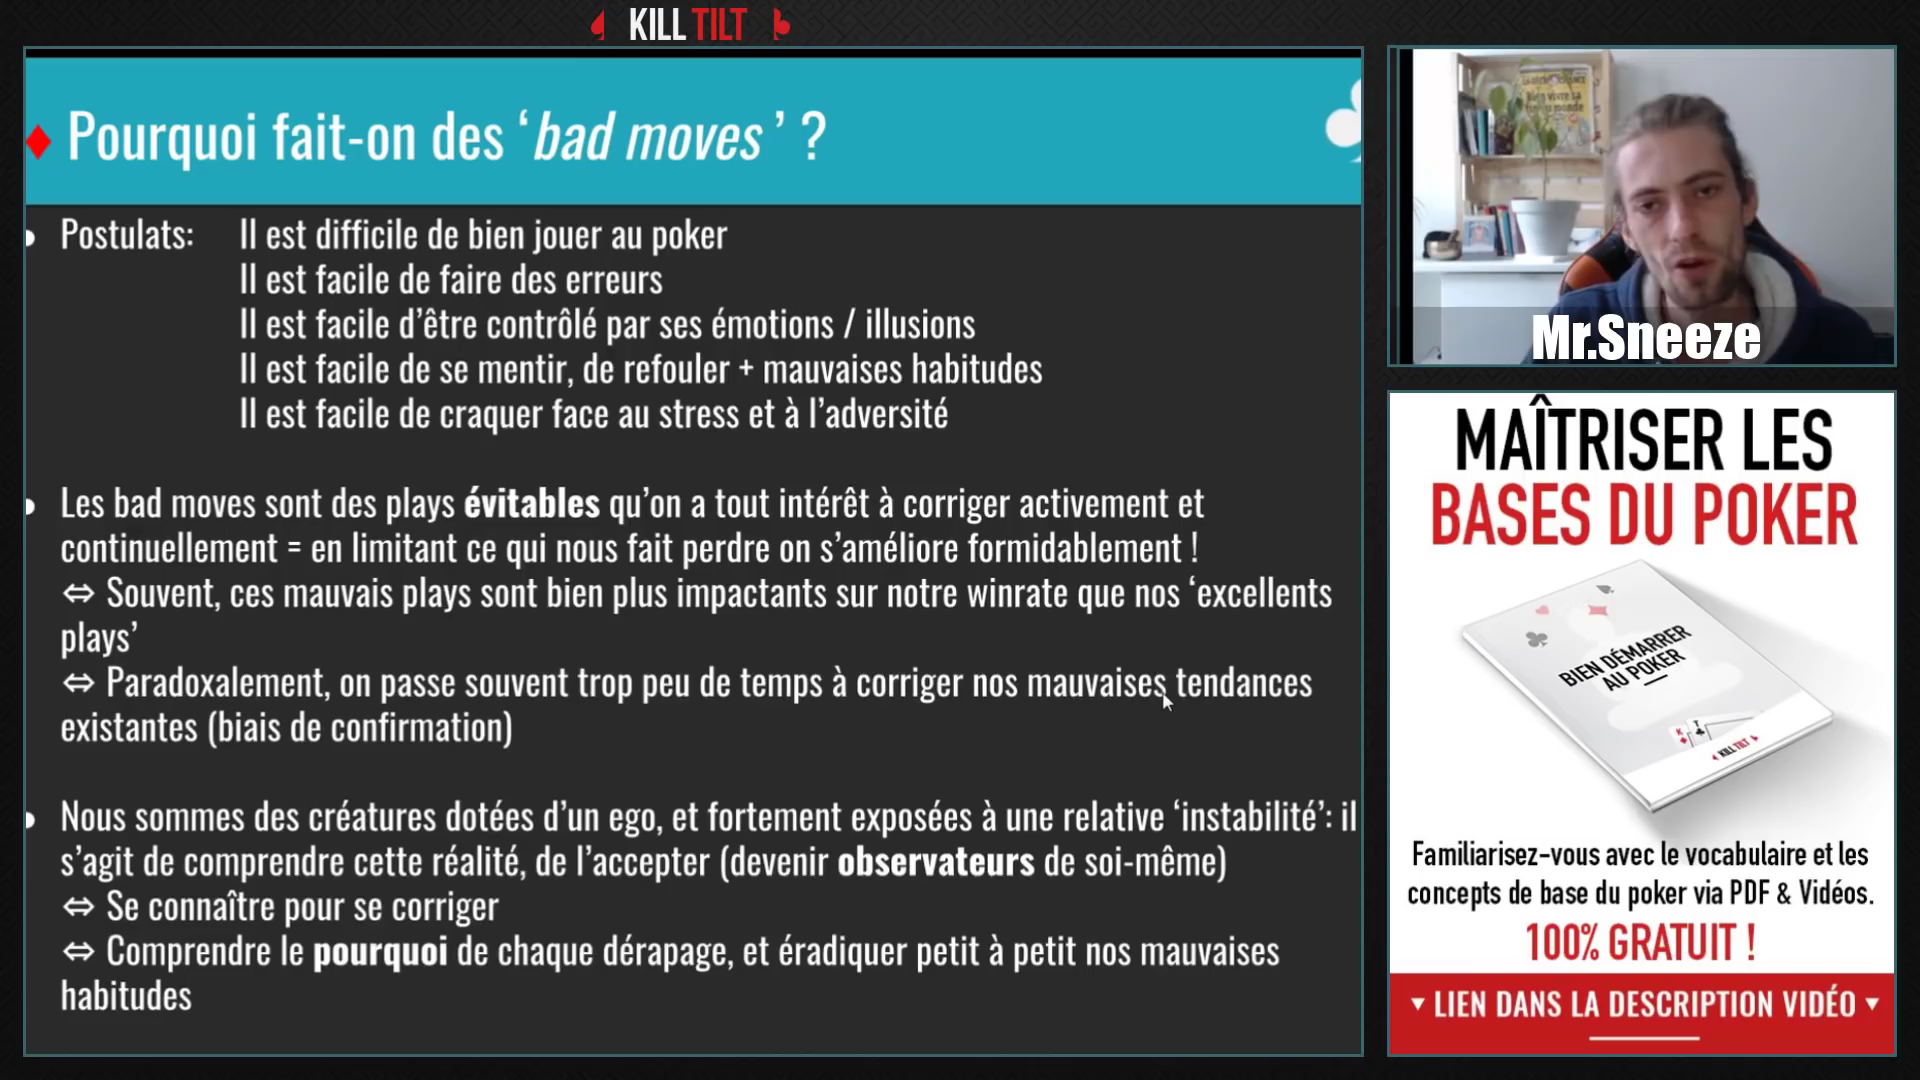 KILL TILT
Pourquoi fait-on des ‘bad moves’ ?
Postulats: Il est difficile de bien jouer au poker
Il est facile de faire des erreurs
Il est facile d’être contrôlé par ses émotions / illusions
Il est facile de se mentir, de refouler + mauvaises habitudes
Il est facile de craquer face au stress et à l’adversité
Les bad moves sont des plays évitables qu’on a tout intérêt à corriger activement et
continuellement = en limitant ce qui nous fait perdre on s’améliore formidablement !
⇔ Souvent, ces mauvais plays sont bien plus impactants sur notre winrate que nos ‘excellents
plays’
⇔ Paradoxalement, on passe souvent trop peu de temps à corriger nos mauvaises tendances
existantes (biais de confirmation)
Nous sommes des créatures dotées d’un ego, et fortement exposées à une relative ‘instabilité’: il
s’agit de comprendre cette réalité, de l’accepter (devenir observateurs de soi-même)
⇔ Se connaître pour se corriger
⇔ Comprendre le pourquoi de chaque dérapage, et éradiquer petit à petit nos mauvaises
habitudes
Bien vivre la
monde
Mr.Sneeze
MAÎTRISER LES
BASES DU POKER
BIEN DÉMARRER
AU POKER
K T
KILL TILT
Familiarisez-vous avec le vocabulaire et les
concepts de base du poker via PDF & Vidéos.
100% GRATUIT !
▼ LIEN DANS LA DESCRIPTION VIDÉO ▼